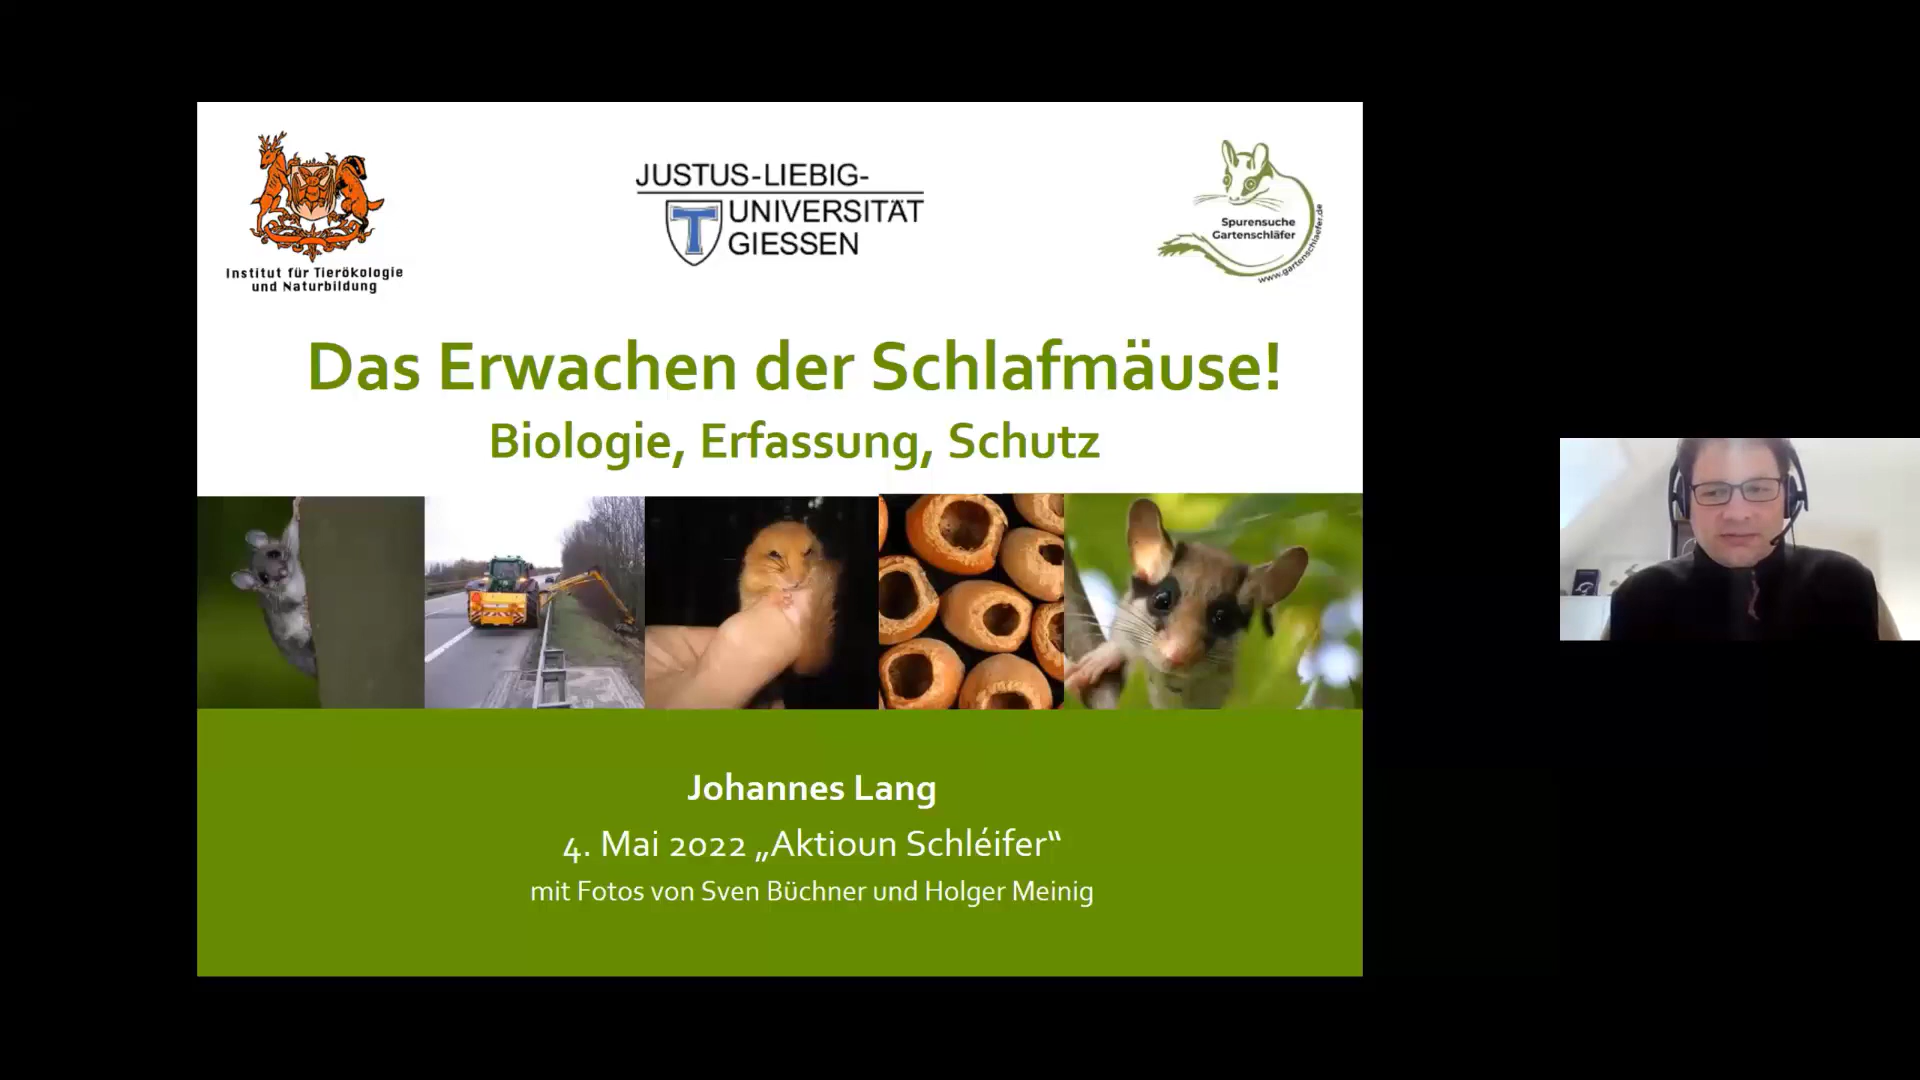 Institut für Tierökologie
und Naturbildung
JUSTUS-LIEBIG-
UNIVERSITÄT
GIESSEN
Spurensuche
Gartenschläfer
www.gartenschlaefer.de
Das Erwachen der Schlafmäuse!
Biologie, Erfassung, Schutz
Johannes Lang
4. Mai 2022 „Aktioun Schléifer“
mit Fotos von Sven Büchner und Holger Meinig